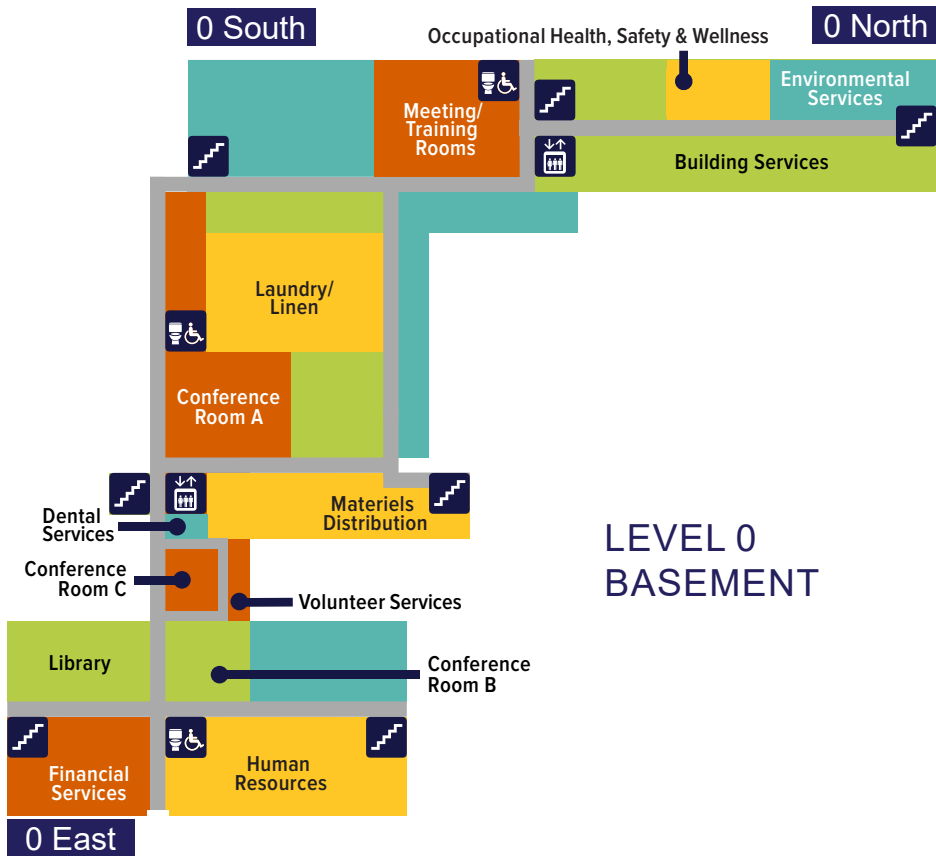 0 South
0 North
Occupational Health, Safety & Wellness
Meeting/
Training
Rooms
Environmental
Services
Building Services
Laundry/
Linen
Conference
Room A
Materiels
Distribution
Dental
Services
Conference
Room C
LEVEL 0
BASEMENT
Volunteer Services
Library
Conference
Room B
Financial
Services
Human
Resources
0 East